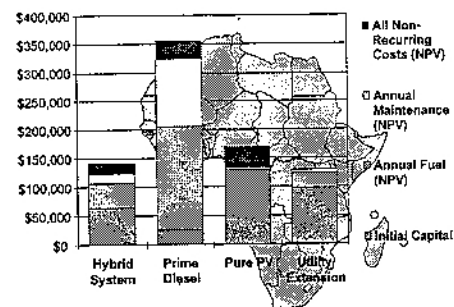 $400,000
$350,000
$300,000
$250,000
$200,000
$150,000
$100,000
$50,000
$0
Hybrid
System
Prime
Diesel
Pure PV
Utility
Extension
All Non-
Recurring
Costs (NPV)
Annual
Maintenance
(NPV)
Annual Fuel
(NPV)
Initial Capital